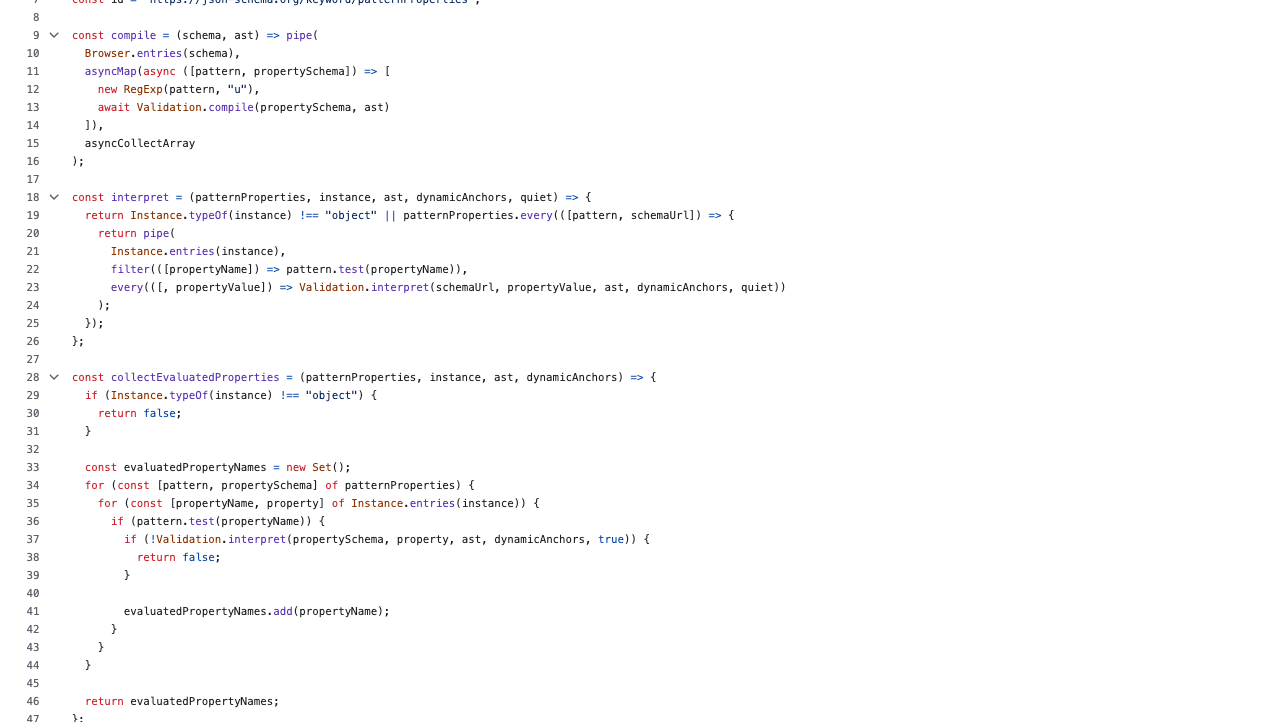 7 const id = "https://json-schema.org/keyword/patternProperties";
8
9 const compile = (schema, ast) => pipe(
10   Browser.entries(schema),
11   asyncMap(async ([pattern, propertySchema]) => [
12     new RegExp(pattern, "u"),
13     await Validation.compile(propertySchema, ast)
14   ]),
15   asyncCollectArray
16 );
17
18 const interpret = (patternProperties, instance, ast, dynamicAnchors, quiet) => {
19   return Instance.typeOf(instance) !== "object" || patternProperties.every(([pattern, schemaUrl]) => {
20     return pipe(
21       Instance.entries(instance),
22       filter(([propertyName]) => pattern.test(propertyName)),
23       every(([, propertyValue]) => Validation.interpret(schemaUrl, propertyValue, ast, dynamicAnchors, quiet))
24     );
25   });
26 };
27
28 const collectEvaluatedProperties = (patternProperties, instance, ast, dynamicAnchors) => {
29   if (Instance.typeOf(instance) !== "object") {
30     return false;
31   }
32
33   const evaluatedPropertyNames = new Set();
34   for (const [pattern, propertySchema] of patternProperties) {
35     for (const [propertyName, property] of Instance.entries(instance)) {
36       if (pattern.test(propertyName)) {
37         if (!Validation.interpret(propertySchema, property, ast, dynamicAnchors, true)) {
38           return false;
39         }
40
41         evaluatedPropertyNames.add(propertyName);
42       }
43     }
44   }
45
46   return evaluatedPropertyNames;
47 };